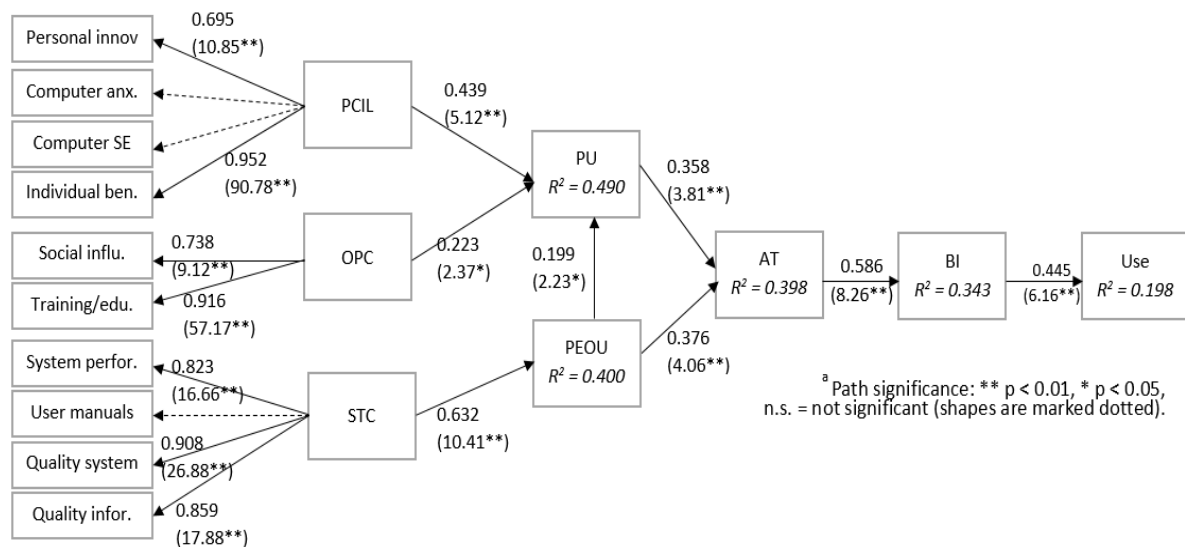 Personal innov
0.695
(10.85**)
Computer anx.
Computer SE
Individual ben.
0.952
(90.78**)
PCIL
0.439
(5.12**)
Social influ.
0.738
(9.12**)
Training/edu.
0.916
(57.17**)
OPC
0.223
(2.37*)
System perfor.
0.823
(16.66**)
User manuals
0.908
Quality system
(26.88**)
0.859
Quality infor.
(17.88**)
STC
0.632
(10.41**)
PU
R² = 0.490
0.199
(2.23*)
PEOU
R² = 0.400
0.358
(3.81**)
0.376
(4.06**)
AT
R² = 0.398
0.586
(8.26**)
BI
R² = 0.343
0.445
(6.16**)
Use
R² = 0.198
a Path significance: ** p < 0.01, * p < 0.05,
n.s. = not significant (shapes are marked dotted).